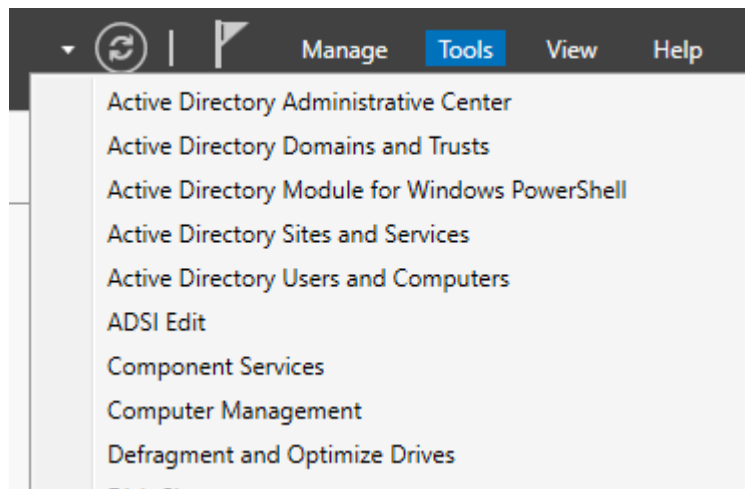 Manage Tools View Help
Active Directory Administrative Center
Active Directory Domains and Trusts
Active Directory Module for Windows PowerShell
Active Directory Sites and Services
Active Directory Users and Computers
ADSI Edit
Component Services
Computer Management
Defragment and Optimize Drives